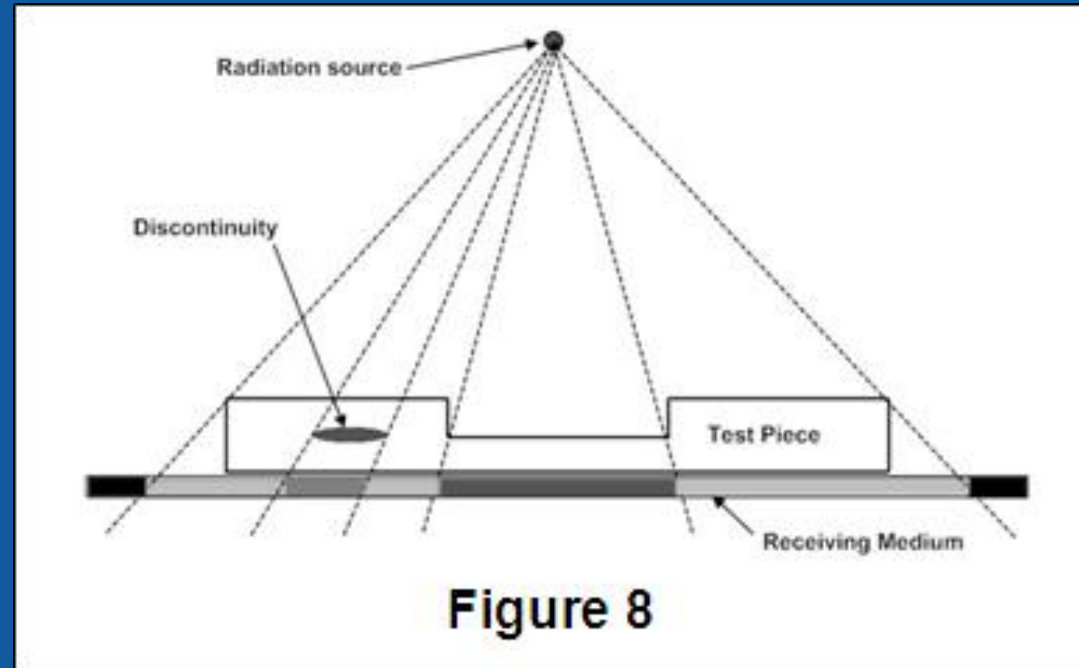 Radiation source
Discontinuity
Test Piece
Receiving Medium
Figure 8